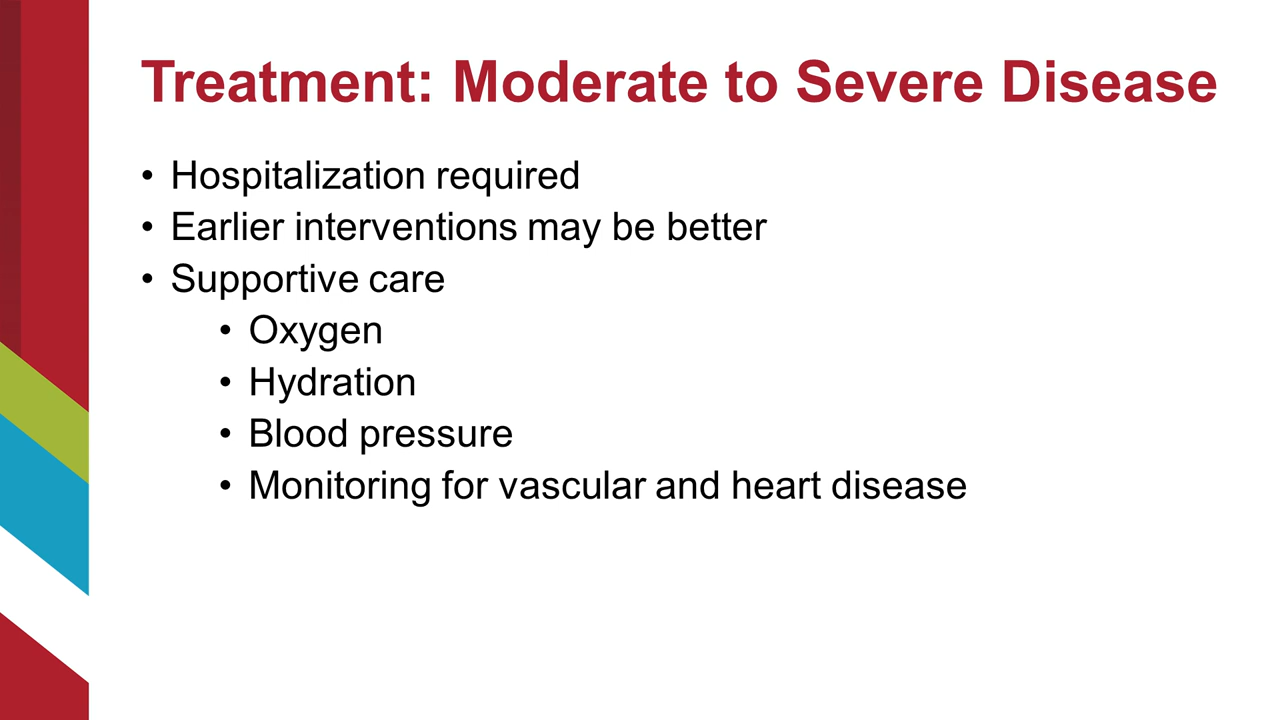 Treatment: Moderate to Severe Disease
• Hospitalization required
• Earlier interventions may be better
• Supportive care
• Oxygen
• Hydration
• Blood pressure
• Monitoring for vascular and heart disease